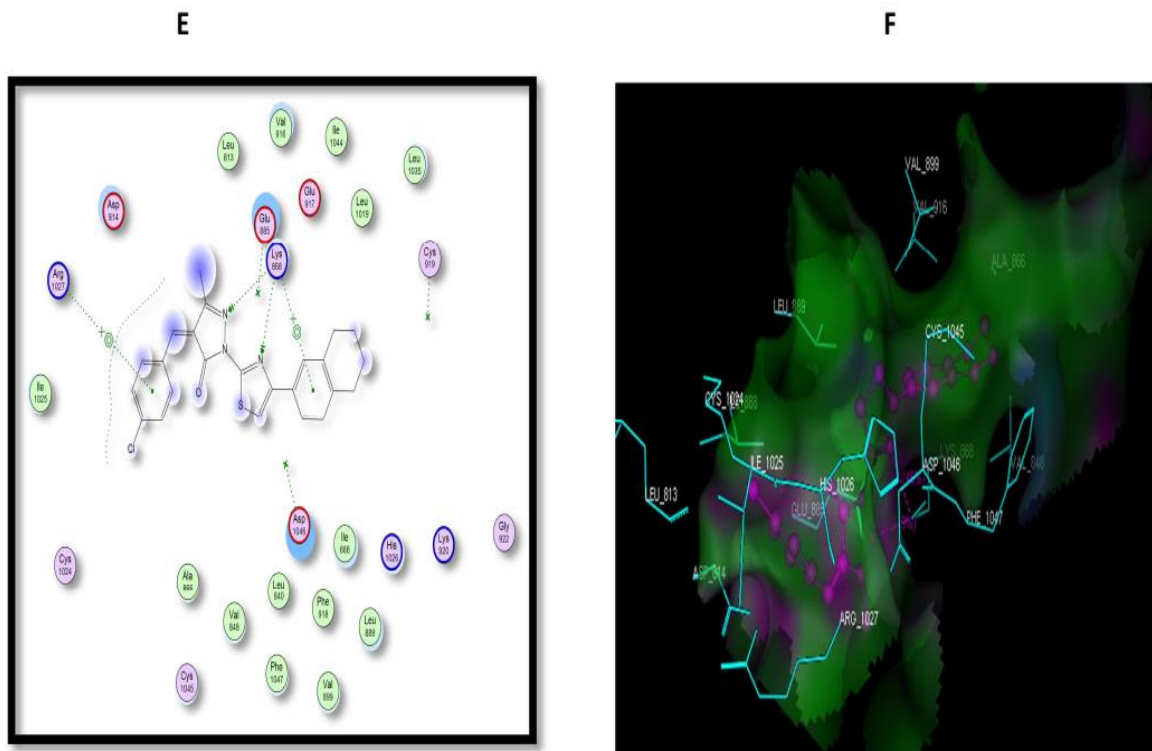 E
Val
916
Ile
1044
Leu
813
Leu
1035
Glu
917
Asp
814
Leu
1019
Glu
885
Lys
868
Cys
919
Arg
1027
N
N
N
N
O
S
Cl
Ile
1025
Asp
1046
Ile
888
His
1026
Lys
920
Gly
922
Cys
1024
Ala
866
Leu
840
Phe
918
Val
848
Leu
889
Cys
1045
Phe
1047
Val
899
F
VAL_899
VAL_916
ALA_866
LEU_889
CYS_1045
CYS_1024
ILE_1025
LYS_868
ASP_1046
VAL_848
LEU_813
HIS_1026
PHE_1047
ASP_814
ARG_1027